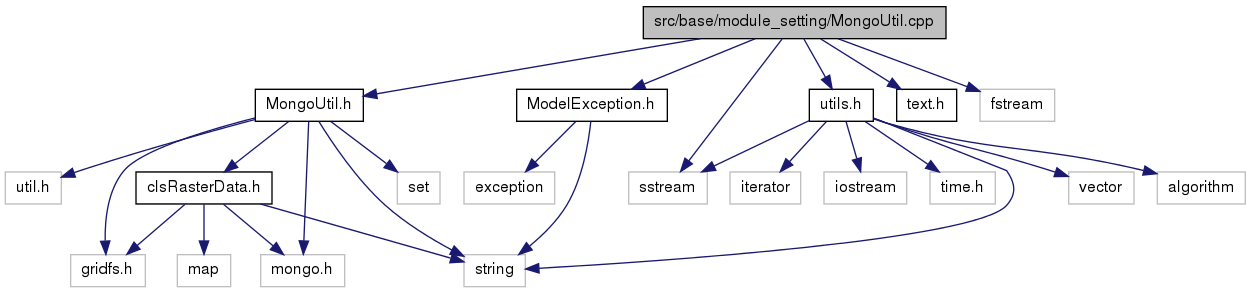 src/base/module_setting/MongoUtil.cpp
MongoUtil.h
ModelException.h
utils.h
text.h
fstream
util.h
clsRasterData.h
set
exception
sstream
iterator
iostream
time.h
vector
algorithm
gridfs.h
map
mongo.h
string